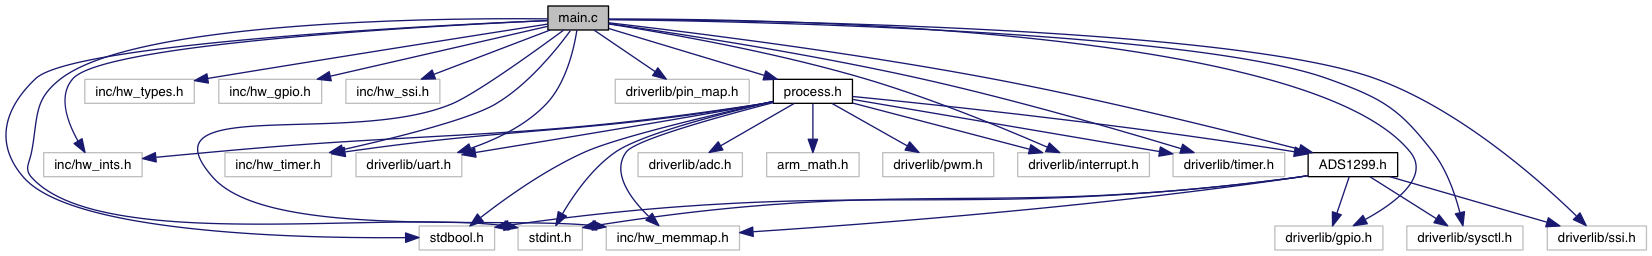 main.c
inc/hw_types.h
inc/hw_gpio.h
inc/hw_ssi.h
driverlib/pin_map.h
process.h
inc/hw_ints.h
inc/hw_timer.h
driverlib/uart.h
driverlib/adc.h
arm_math.h
driverlib/pwm.h
driverlib/interrupt.h
driverlib/timer.h
ADS1299.h
stdbool.h
stdint.h
inc/hw_memmap.h
driverlib/gpio.h
driverlib/sysctl.h
driverlib/ssi.h